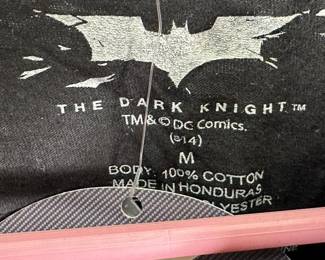 THE DARK KNIGHT™
TM&© DC Comics.
(s14)
M
BODY: 100% COTTON
MADE IN HONDURAS